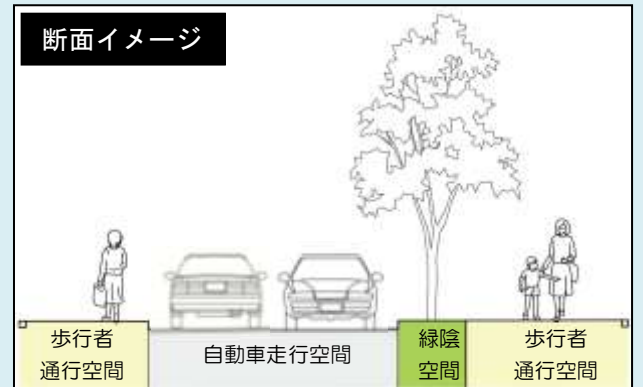 断面イメージ
歩行者
通行空間
自動車走行空間
緑陰
空間
歩行者
通行空間